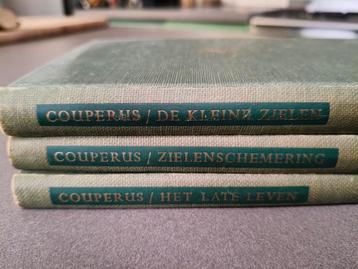 COUPERUS / DE KLEINE ZIELEN
COUPERUS / ZIELENSCHEMERING
COUPERUS / HET LATE LEVEN